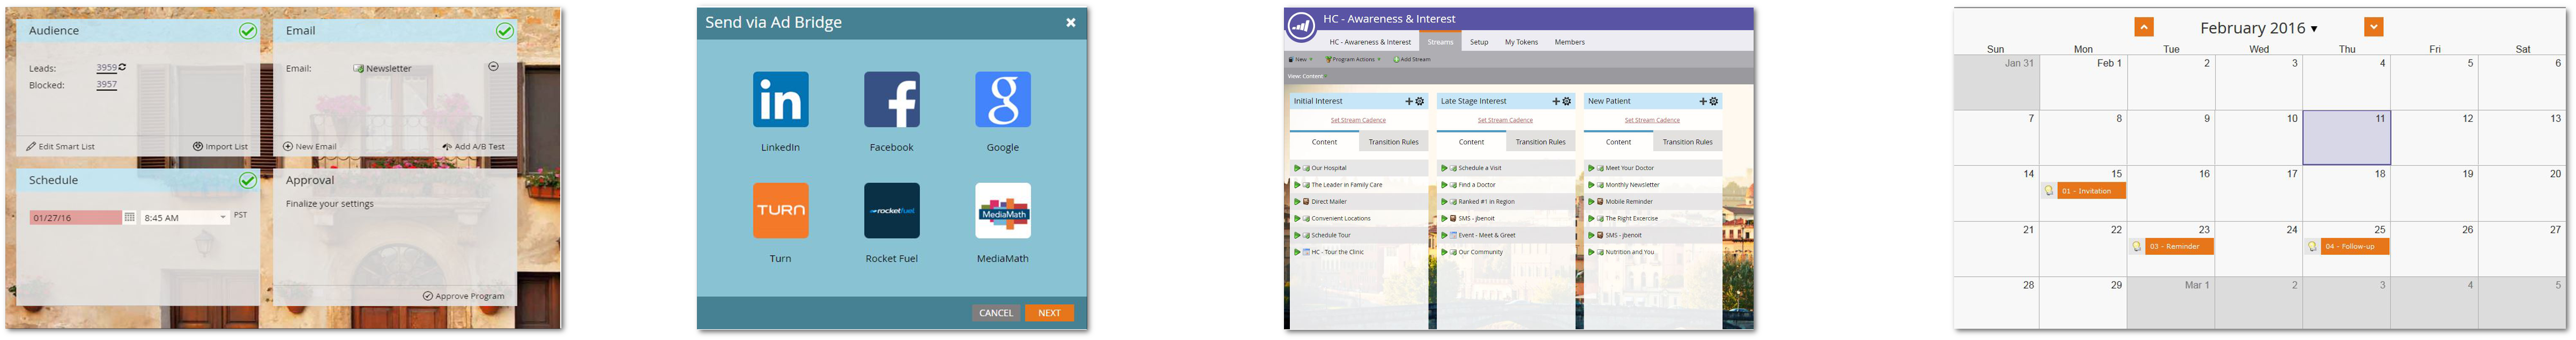 Audience
Leads: 3959
Blocked: 3957
Edit Smart List Import List
Email
Email: Newsletter
New Email Add A/B Test
Schedule
01/27/16 8:45 AM PST
Approval
Finalize your settings
Approve Program
Send via Ad Bridge
in f g
LinkedIn Facebook Google
TURN rocketfuel MediaMath
Turn Rocket Fuel MediaMath
CANCEL NEXT
HC - Awareness & Interest
HC - Awareness & Interest Streams Setup My Tokens Members
New Program Actions Add Stream
View: Content
Initial Interest
Set Stream Cadence
Content Transition Rules
Our Hospital
The Leader in Family Care
Direct Mailer
Convenient Locations
Schedule Tour
HC - Tour the Clinic
Late Stage Interest
Set Stream Cadence
Content Transition Rules
Schedule a Visit
Find a Doctor
Ranked #1 in Region
SMS - jbenoit
Event - Meet & Greet
Our Community
New Patient
Set Stream Cadence
Content Transition Rules
Meet Your Doctor
Monthly Newsletter
Mobile Reminder
The Right Excercise
SMS - jbenoit
Nutrition and You
February 2016
Sun Mon Tue Wed Thu Fri Sat
Jan 31 Feb 1 2 3 4 5 6
7 8 9 10 11 12 13
14 15 16 17 18 19 20
01 - Invitation
21 22 23 24 25 26 27
03 - Reminder 04 - Follow-up
28 29 Mar 1 2 3 4 5